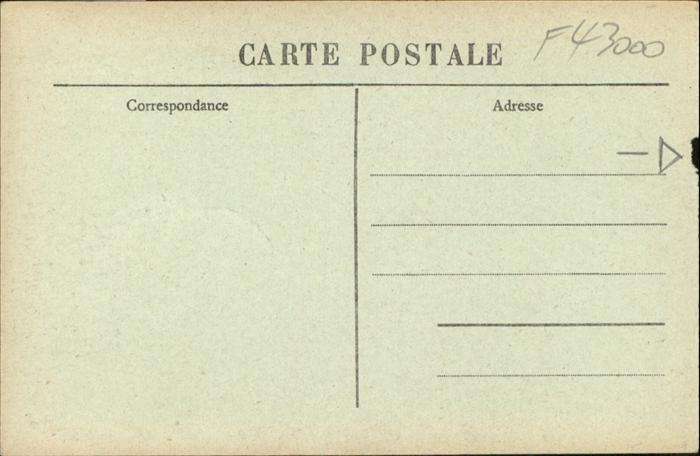 CARTE POSTALE
F43000
Correspondance
Adresse